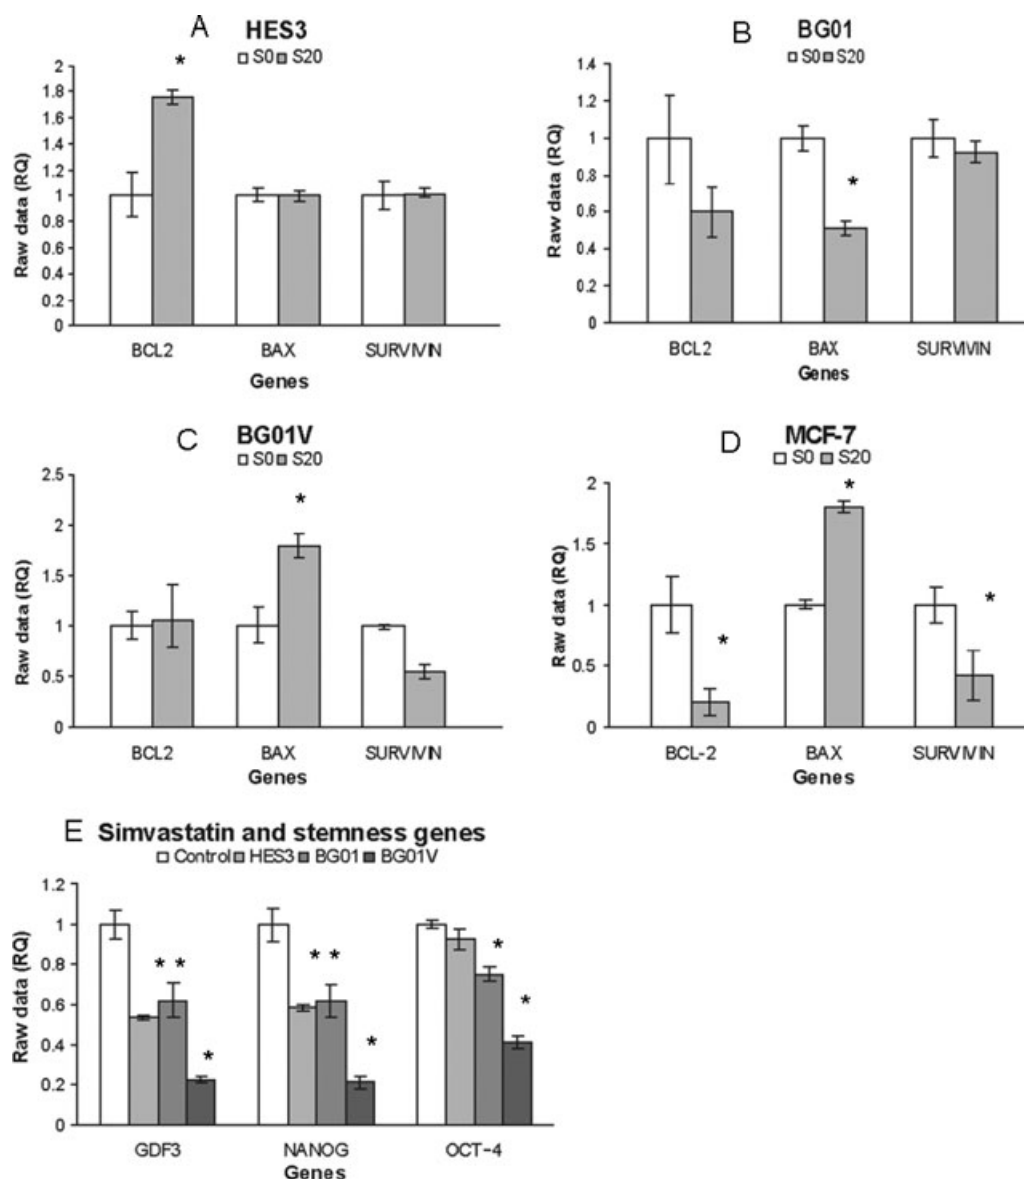 A HES3
S0 S20
*
2
1.8
1.6
1.4
1.2
1
0.8
0.6
0.4
0.2
0
Raw data (RQ)
BCL2 BAX SURVIVIN
Genes
B BG01
S0 S20
1.4
1.2
1
0.8
0.6
0.4
0.2
0
Raw data (RQ)
*
BCL2 BAX SURVIVIN
Genes
C BG01V
S0 S20
2.5
2
1.5
1
0.5
0
Raw data (RQ)
*
BCL2 BAX SURVIVIN
Genes
D MCF-7
S0 S20
2
1.5
1
0.5
0
Raw data (RQ)
* * *
BCL-2 BAX SURVIVIN
Genes
E Simvastatin and stemness genes
Control HES3 BG01 BG01V
1.2
1
0.8
0.6
0.4
0.2
0
Raw data (RQ)
* * * * * * * *
GDF3 NANOG OCT-4
Genes